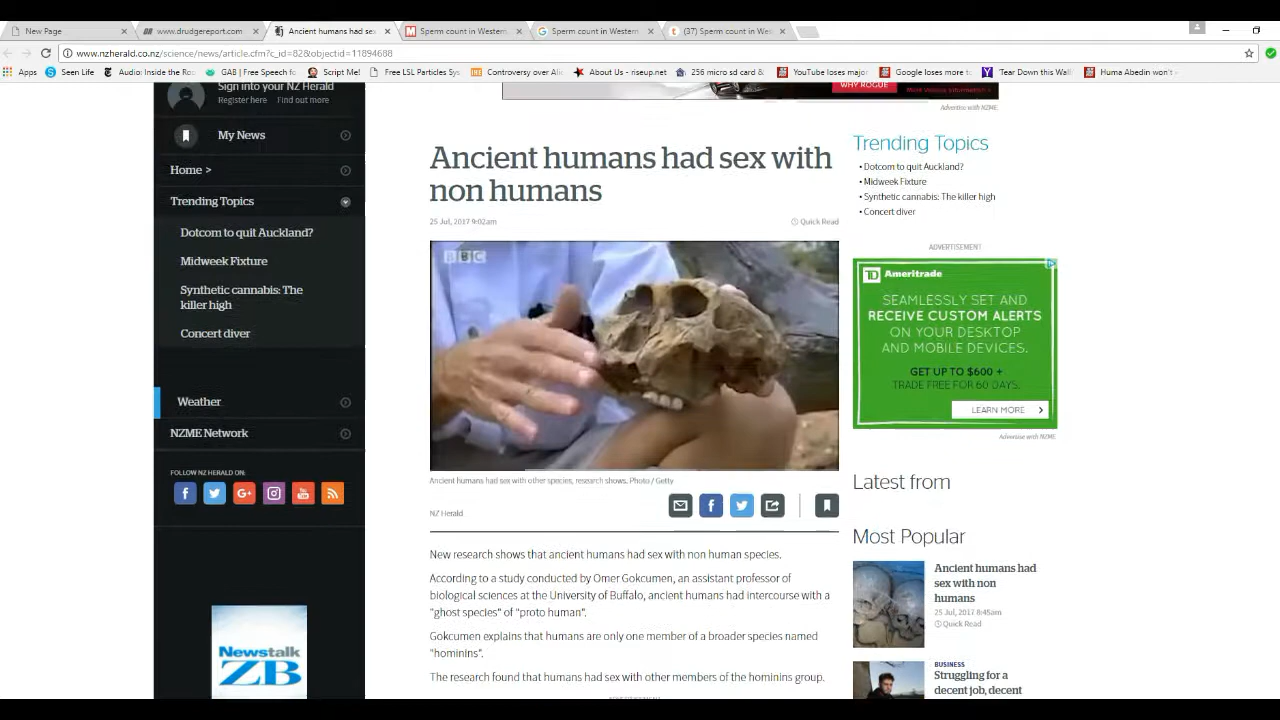 New Page
www.drudgereport.com
Ancient humans had sex
Sperm count in Western
Sperm count in Western
(37) Sperm count in Wes
www.nzherald.co.nz/science/news/article.cfm?c_id=82&objectid=11894688
Apps
Seen Life
Audio: Inside the Ro
GAB | Free Speech fo
Script Me!
Free LSL Particles Sy
Controversy over Ali
About Us - riseup.net
256 micro sd card &
YouTube loses major
Google loses more
Tear Down this Wall
Huma Abedin won't
Sign into your NZ Herald
Register here Find out more
My News
Home >
Trending Topics
Dotcom to quit Auckland?
Midweek Fixture
Synthetic cannabis: The
killer high
Concert diver
Weather
NZME Network
FOLLOW NZ HERALD ON:
Newstalk
ZB
WHY ROGUE
Advertise with NZME.
Ancient humans had sex with
non humans
25 Jul, 2017 9:02am
Quick Read
BBC
Ancient humans had sex with other species, research shows. Photo / Getty
NZ Herald
New research shows that ancient humans had sex with non human species.
According to a study conducted by Omer Gokcumen, an assistant professor of
biological sciences at the University of Buffalo, ancient humans had intercourse with a
"ghost species" of "proto human".
Gokcumen explains that humans are only one member of a broader species named
"hominins".
The research found that humans had sex with other members of the hominins group.
Trending Topics
• Dotcom to quit Auckland?
• Midweek Fixture
• Synthetic cannabis: The killer high
• Concert diver
ADVERTISEMENT
TD Ameritrade
SEAMLESSLY SET AND
RECEIVE CUSTOM ALERTS
ON YOUR DESKTOP
AND MOBILE DEVICES.
GET UP TO $600 +
TRADE FREE FOR 60 DAYS.
LEARN MORE
Advertise with NZME.
Latest from
Most Popular
Ancient humans had
sex with non
humans
25 Jul, 2017 8:45am
Quick Read
BUSINESS
Struggling for a
decent job, decent